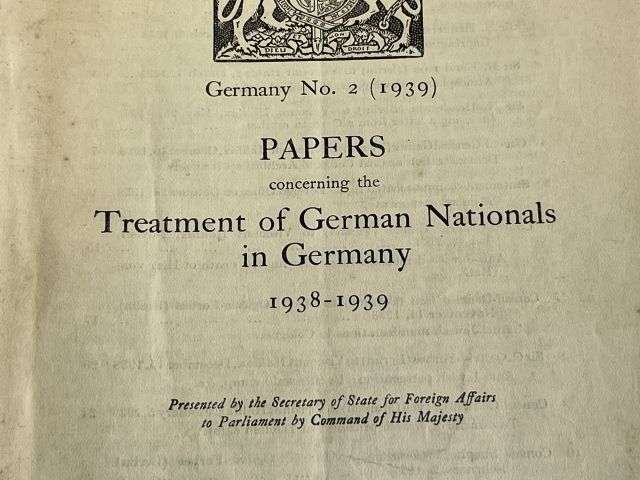 DIEU ET MON DROIT
Germany No. 2 (1939)
PAPERS
concerning the
Treatment of German Nationals
in Germany
1938-1939
Presented by the Secretary of State for Foreign Affairs
to Parliament by Command of His Majesty